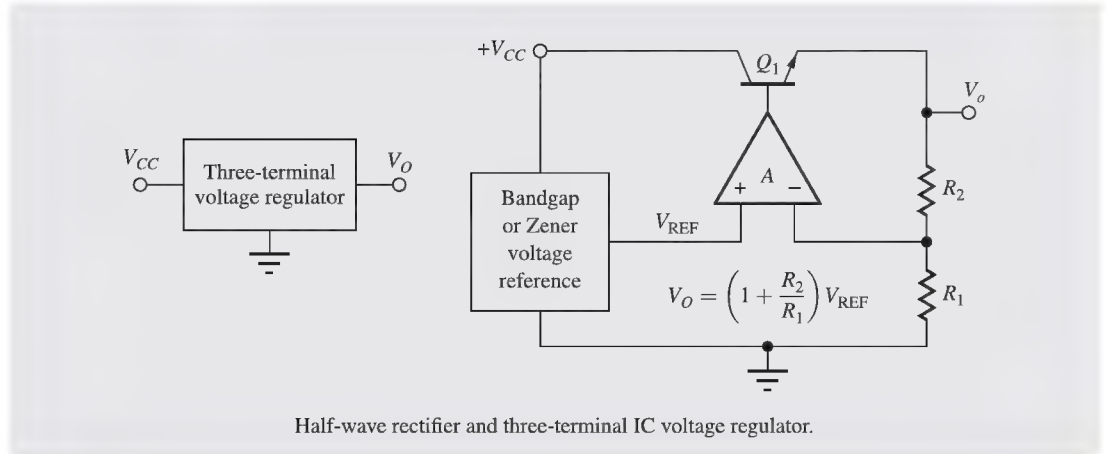 V_CC
Three-terminal
voltage regulator
V_O
+V_CC
Q_1
V_o
Bandgap
or Zener
voltage
reference
V_REF
A
+ −
R_2
V_O = (1 + R_2/R_1) V_REF
R_1
Half-wave rectifier and three-terminal IC voltage regulator.